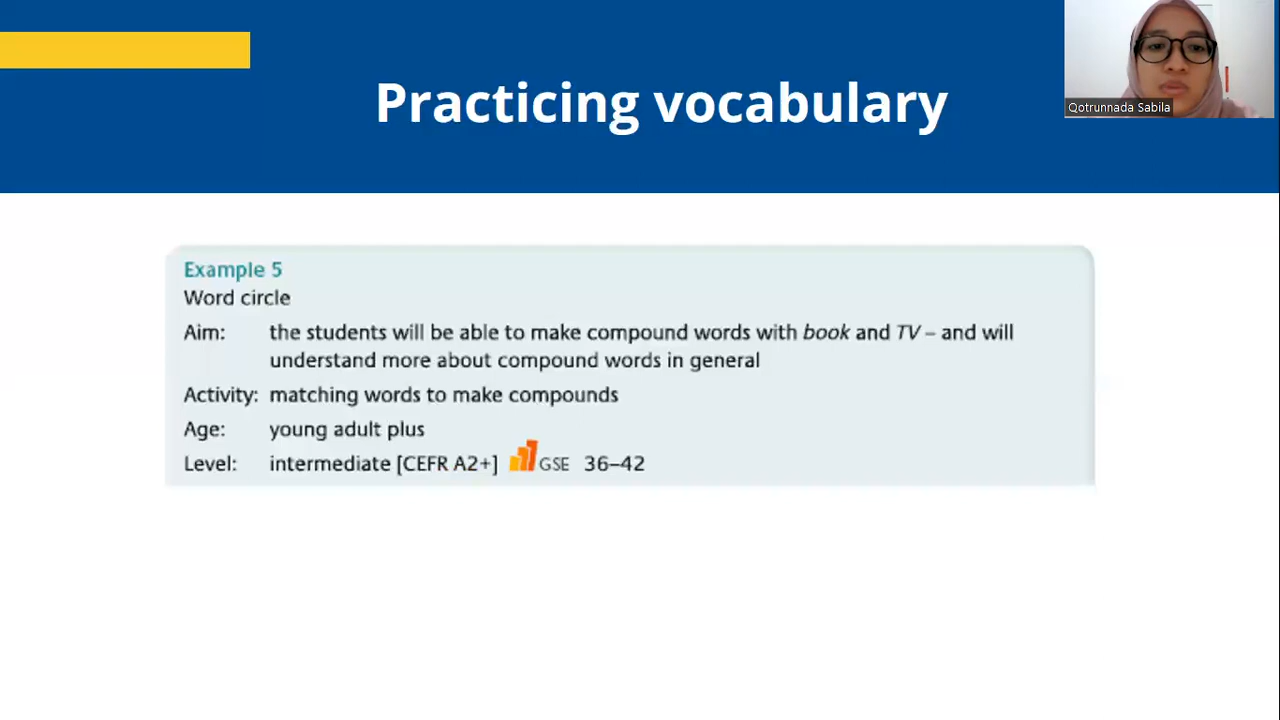 Practicing vocabulary
Qotrunnada Sabila
Example 5
Word circle
Aim: the students will be able to make compound words with book and TV – and will
understand more about compound words in general
Activity: matching words to make compounds
Age: young adult plus
Level: intermediate [CEFR A2+] GSE 36–42